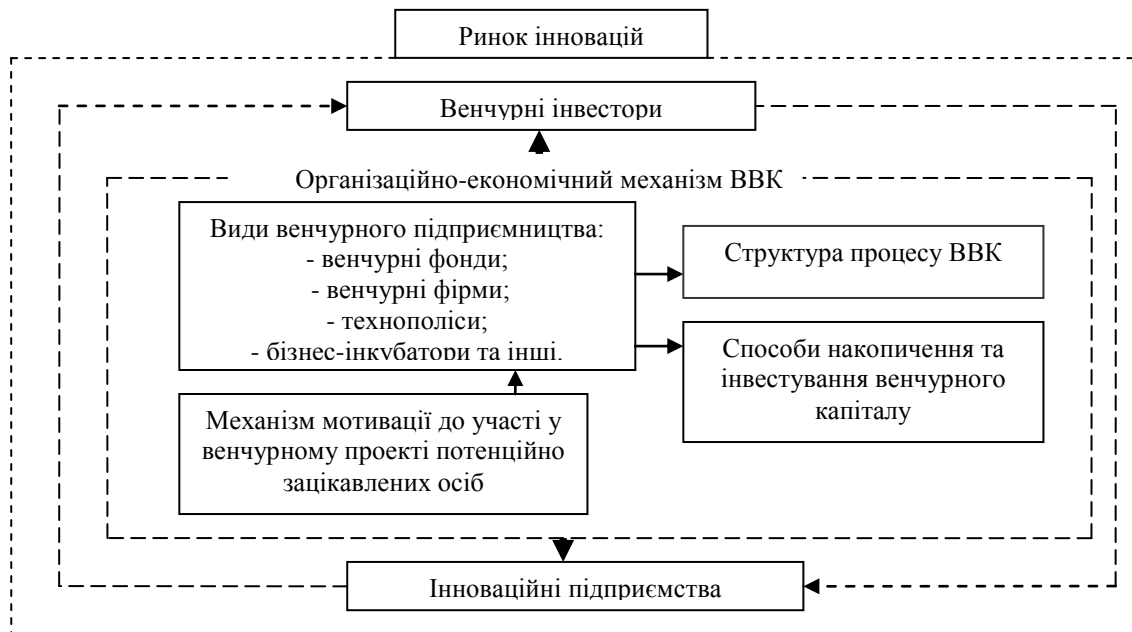 Ринок інновацій
Венчурні інвестори
Організаційно-економічний механізм ВВК
Види венчурного підприємництва:
- венчурні фонди;
- венчурні фірми;
- технополіси;
- бізнес-інкубатори та інші.
Структура процесу ВВК
Способи накопичення та
інвестування венчурного
капіталу
Механізм мотивації до участі у
венчурному проекті потенційно
зацікавлених осіб
Інноваційні підприємства